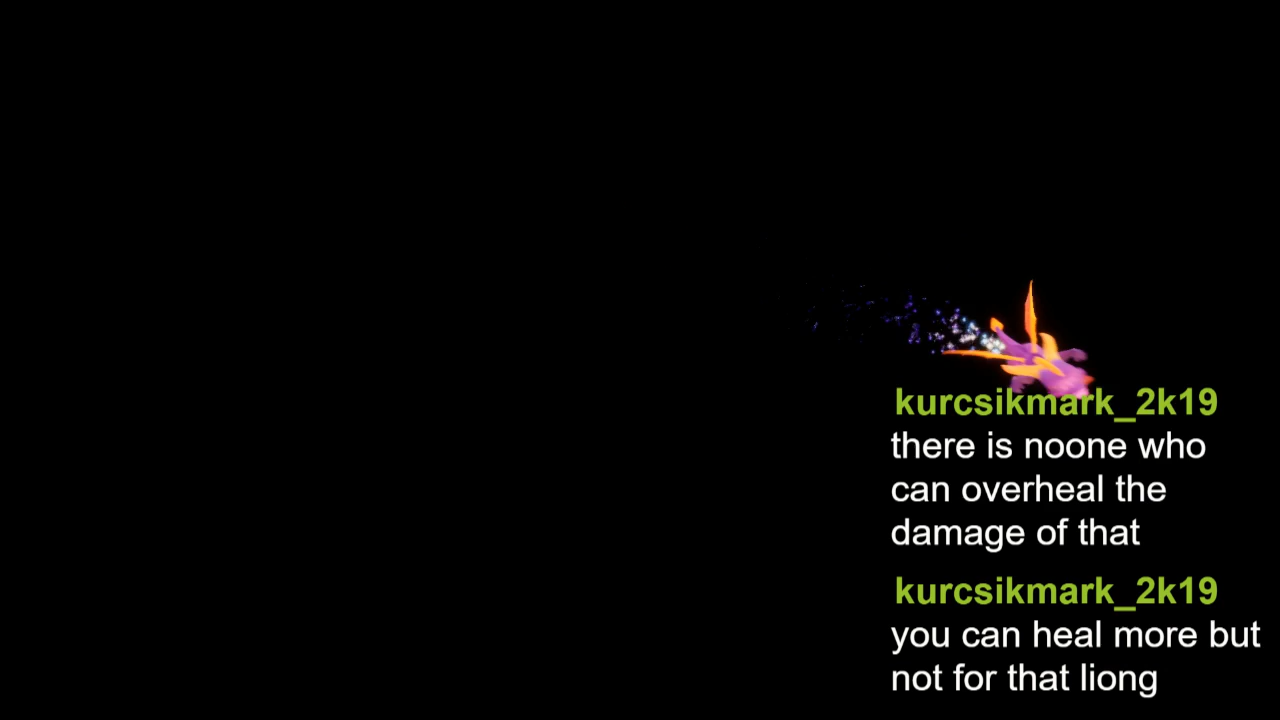 kurcsikmark_2k19
there is noone who
can overheal the
damage of that
kurcsikmark_2k19
you can heal more but
not for that liong